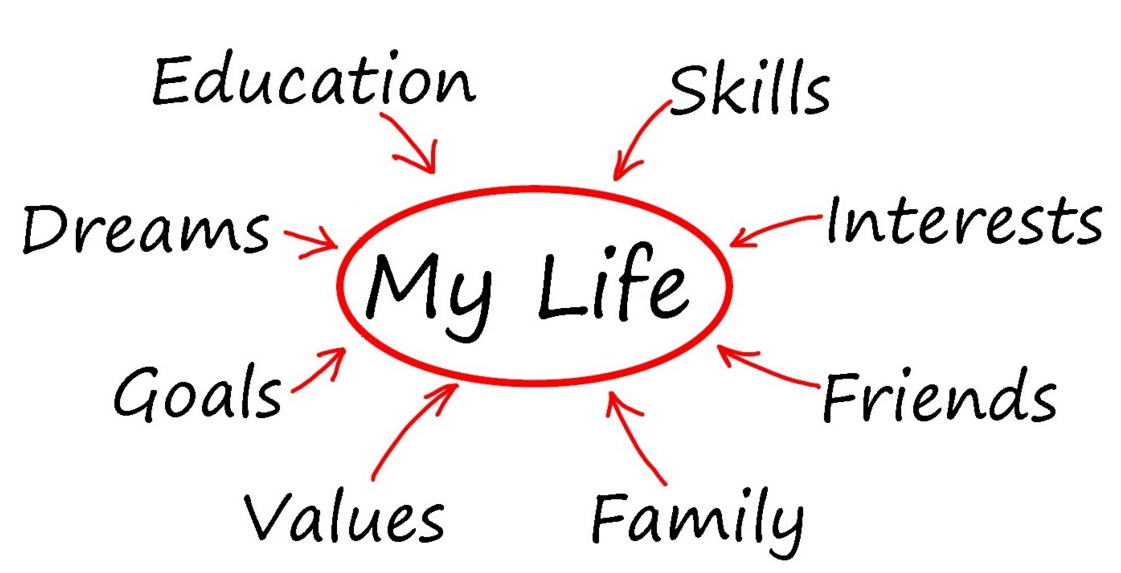 Education
Skills
Dreams
Interests
My Life
Goals
Friends
Values
Family